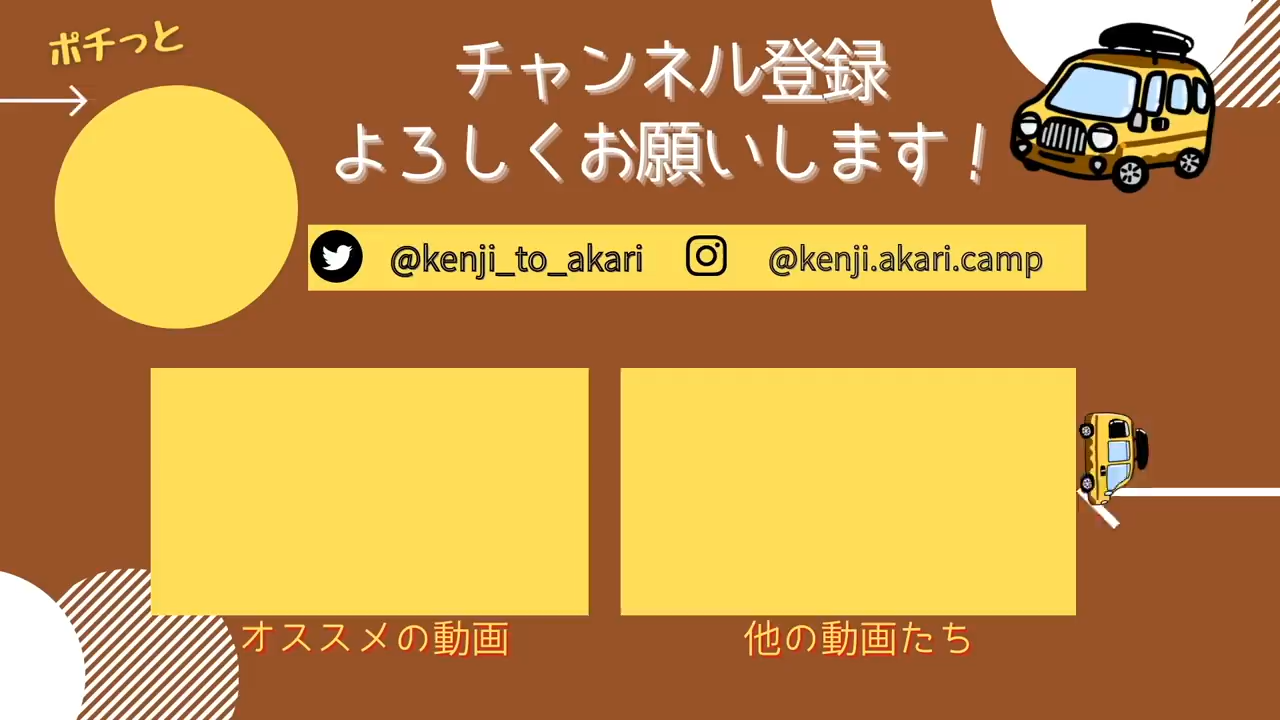 ポチっと
チャンネル登録
よろしくお願いします！
@kenji_to_akari @kenji.akari.camp
オススメの動画 他の動画たち